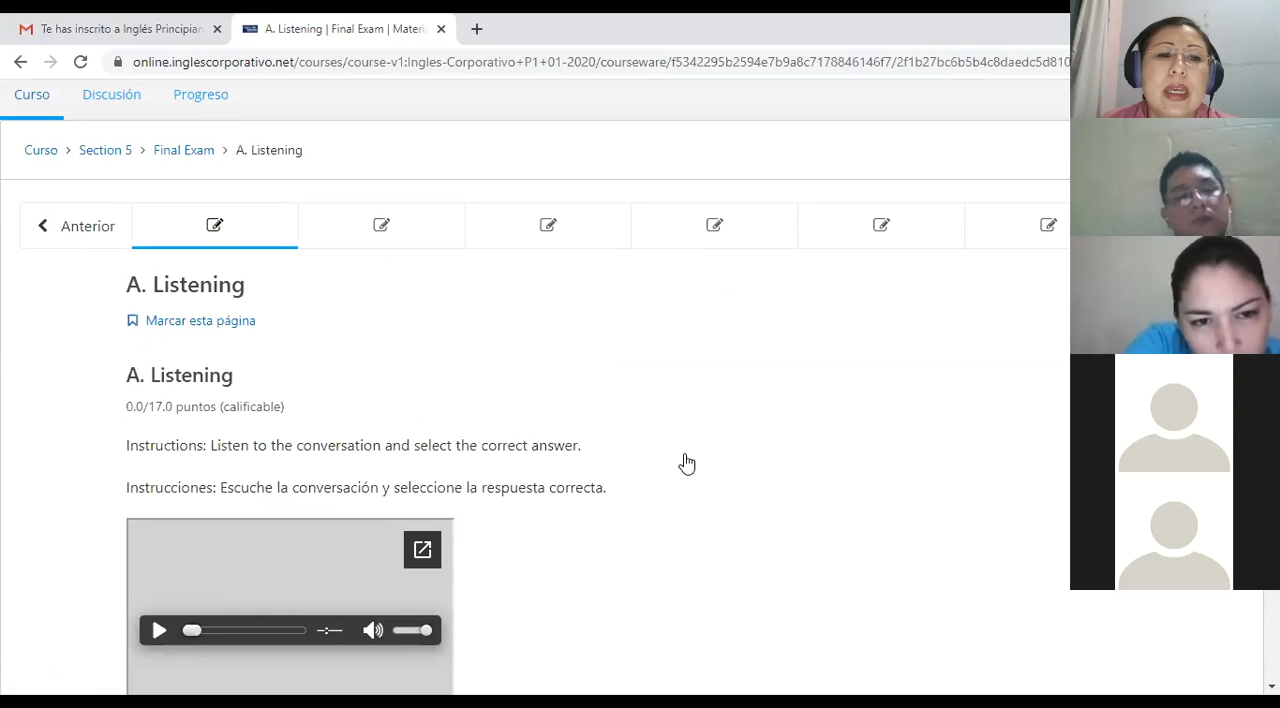 Te has inscrito a Inglés Principian
A. Listening | Final Exam | Materi
online.inglescorporativo.net/courses/course-v1:Ingles-Corporativo+P1+01-2020/courseware/f5342295b2594e7b9a8c7178846146f7/2f1b27bc6b5b4c8daedc5d810
Curso Discusión Progreso
Curso > Section 5 > Final Exam > A. Listening
Anterior
A. Listening
Marcar esta página
A. Listening
0.0/17.0 puntos (calificable)
Instructions: Listen to the conversation and select the correct answer.
Instrucciones: Escuche la conversación y seleccione la respuesta correcta.
-:--